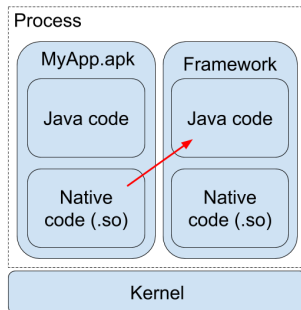 Process
MyApp.apk
Framework
Java code
Java code
Native
code (.so)
Native
code (.so)
Kernel